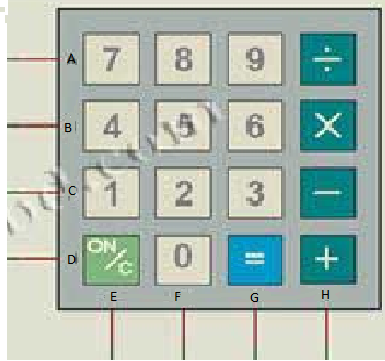 A 7 8 9 ÷
B 4 5 6 ×
C 1 2 3 −
D ON/C 0 = +
E F G H